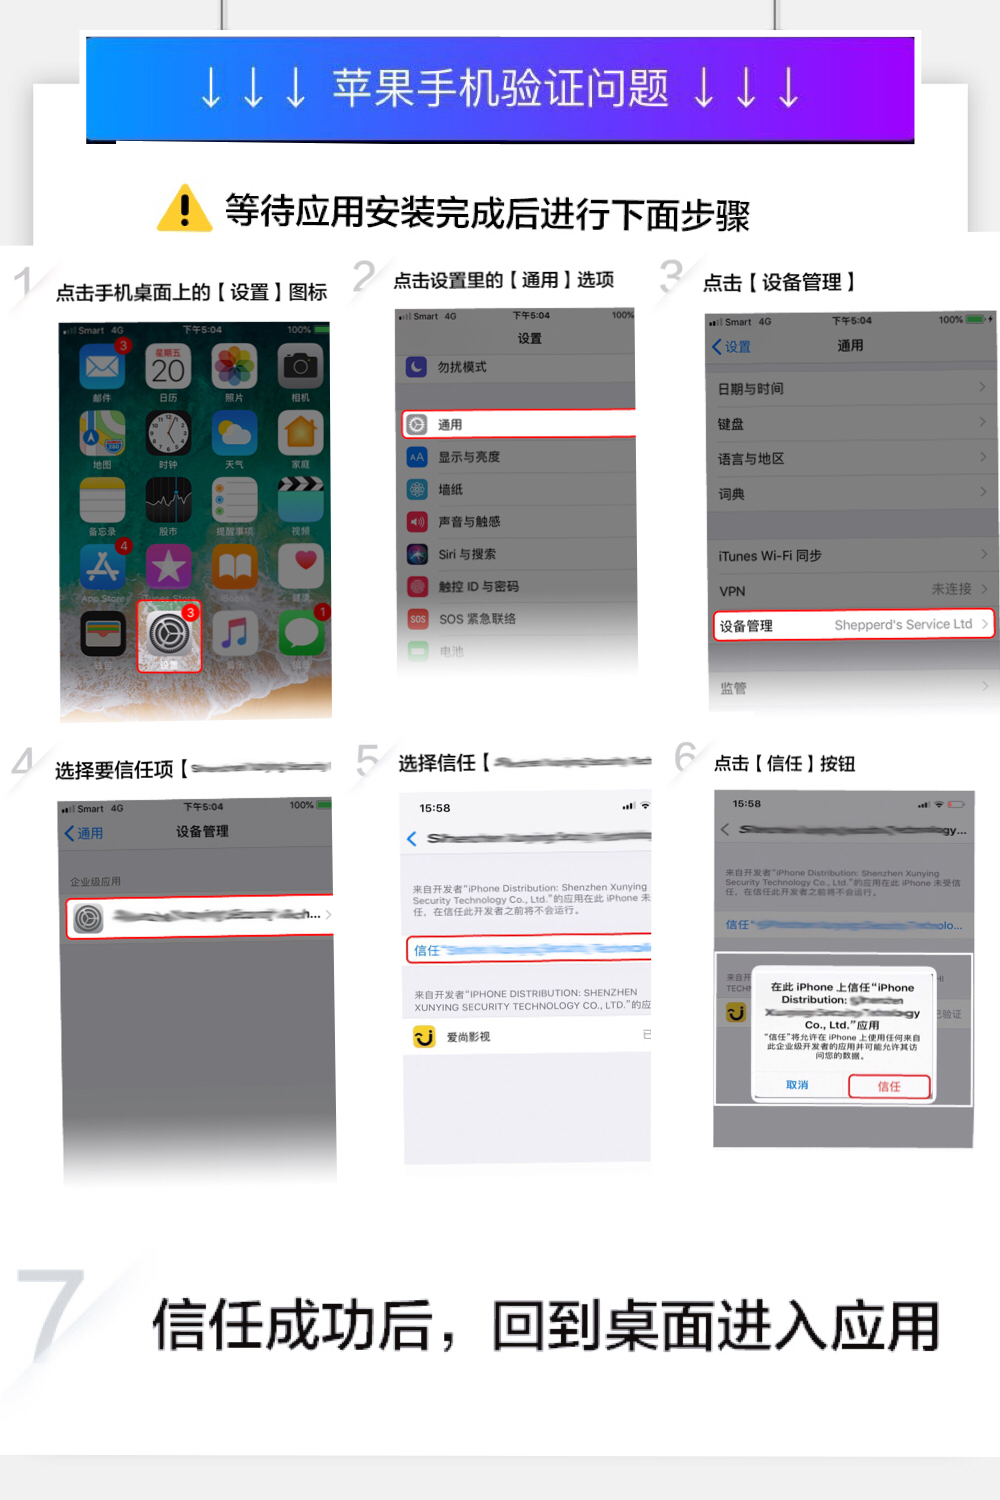 ↓ ↓ ↓ 苹果手机验证问题 ↓ ↓ ↓
等待应用安装完成后进行下面步骤
1
点击手机桌面上的【设置】图标
Smart 4G 下午5:04 100%
3
星期五
20
邮件 日历 照片 相机
280
地图 时钟 天气 家庭
备忘录 股市 提醒事项 视频
4
App Store iTunes Store iBooks 健康
3 1
钱包 设置 音乐 信息
2
点击设置里的【通用】选项
Smart 4G 下午5:04 100%
设置
勿扰模式
通用
AA 显示与亮度
墙纸
声音与触感
Siri 与搜索
触控 ID 与密码
SOS SOS 紧急联络
电池
3
点击【设备管理】
Smart 4G 下午5:04 100%
设置 通用
日期与时间
键盘
语言与地区
词典
iTunes Wi-Fi 同步
VPN 未连接
设备管理 Shepperd's Service Ltd
监管
4
选择要信任项【
Smart 4G 下午5:04 100%
通用 设备管理
企业级应用
h...
5
选择信任【
15:58
来自开发者“iPhone Distribution: Shenzhen Xunying
Security Technology Co., Ltd.”的应用在此 iPhone 未
任，在信任此开发者之前将不会运行。
信任
来自开发者“IPHONE DISTRIBUTION: SHENZHEN
XUNYING SECURITY TECHNOLOGY CO., LTD.”的应
爱尚影视
6
点击【信任】按钮
15:58
gy...
来自开发者“iPhone Distribution: Shenzhen Xunying
Security Technology Co., Ltd.”的应用在此 iPhone 未受信
任，在信任此开发者之前将不会运行。
信任“ olo...
来自开 HI
TECHN
已验证
在此 iPhone 上信任“iPhone
Distribution:
gy
Co., Ltd.”应用
“信任”将允许在 iPhone 上使用任何来自
此企业级开发者的应用并可能允许其访
问您的数据。
取消 信任
7
信任成功后，回到桌面进入应用